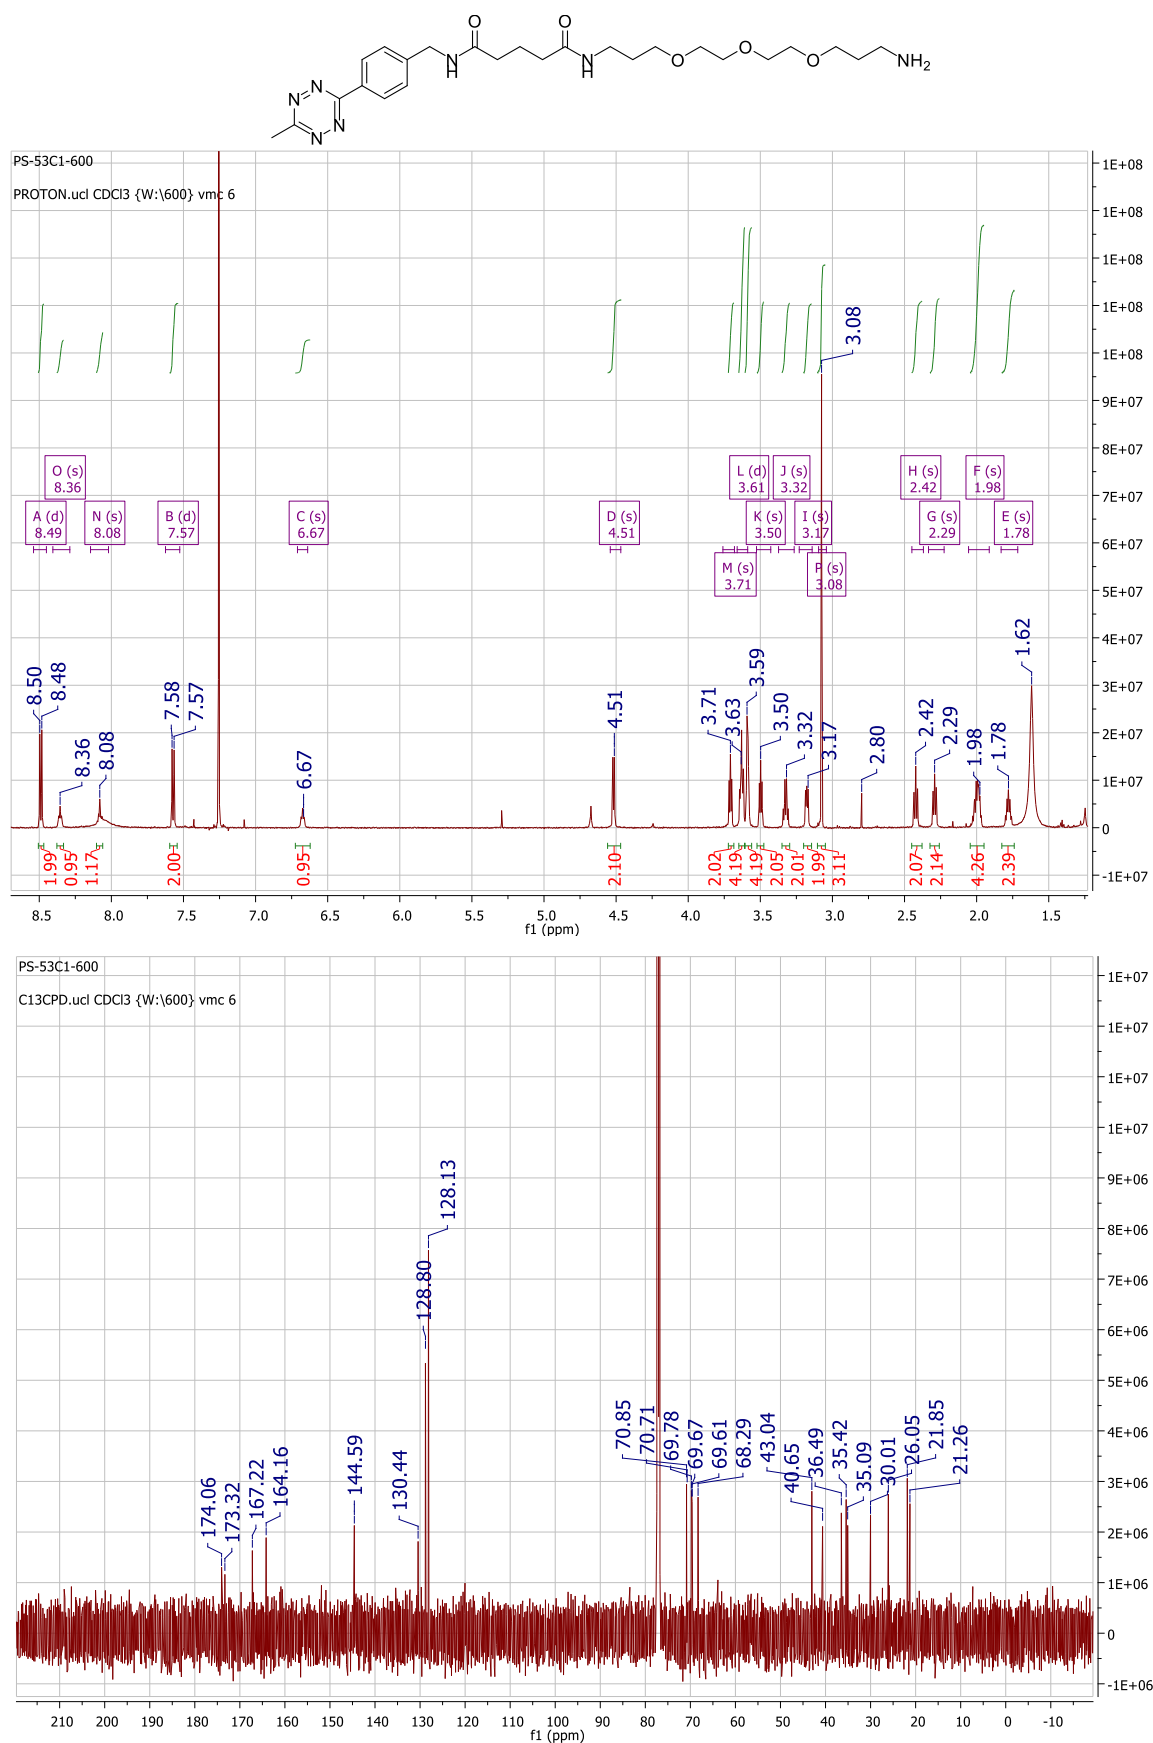 O O
N H
N H
O
O
O
NH2
N N
N N
PS-53C1-600
PROTON.ucl CDCl3 {W:\600} vmc 6
1E+08
1E+08
1E+08
1E+08
1E+08
9E+07
8E+07
7E+07
6E+07
5E+07
4E+07
3E+07
2E+07
1E+07
0
-1E+07
O (s) 8.36
A (d) 8.49
N (s) 8.08
B (d) 7.57
C (s) 6.67
D (s) 4.51
L (d) 3.61
J (s) 3.32
K (s) 3.50
I (s) 3.17
M (s) 3.71
P (s) 3.08
H (s) 2.42
G (s) 2.29
F (s) 1.98
E (s) 1.78
8.50
8.48
8.36
8.08
7.58
7.57
6.67
4.51
3.71
3.63
3.59
3.50
3.32
3.17
3.08
2.80
2.42
2.29
1.98
1.78
1.62
1.99
0.95
1.17
2.00
0.95
2.10
2.02
4.19
4.19
2.05
2.01
1.99
3.11
2.07
2.14
4.26
2.39
8.5 8.0 7.5 7.0 6.5 6.0 5.5 5.0 4.5 4.0 3.5 3.0 2.5 2.0 1.5
f1 (ppm)
PS-53C1-600
C13CPD.ucl CDCl3 {W:\600} vmc 6
1E+07
1E+07
1E+07
1E+07
9E+06
8E+06
7E+06
6E+06
5E+06
4E+06
3E+06
2E+06
1E+06
0
-1E+06
174.06
173.32
167.22
164.16
144.59
130.44
128.80
128.13
70.85
70.71
69.78
69.67
69.61
68.29
43.04
40.65
36.49
35.42
35.09
30.01
26.05
21.85
21.26
210 200 190 180 170 160 150 140 130 120 110 100 90 80 70 60 50 40 30 20 10 0 -10
f1 (ppm)